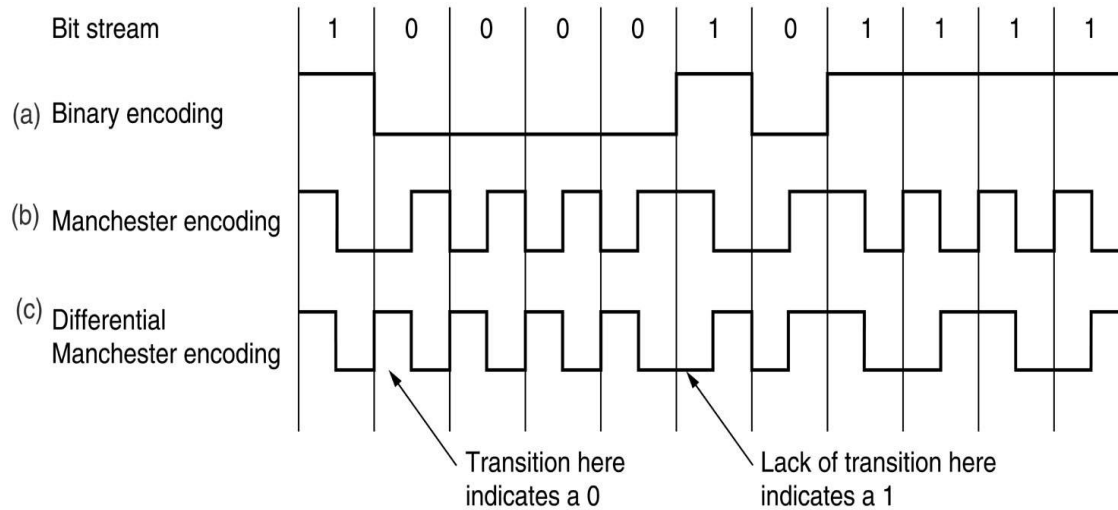 Bit stream 1 0 0 0 0 1 0 1 1 1 1
(a) Binary encoding
(b) Manchester encoding
(c) Differential
Manchester encoding
Transition here
indicates a 0
Lack of transition here
indicates a 1